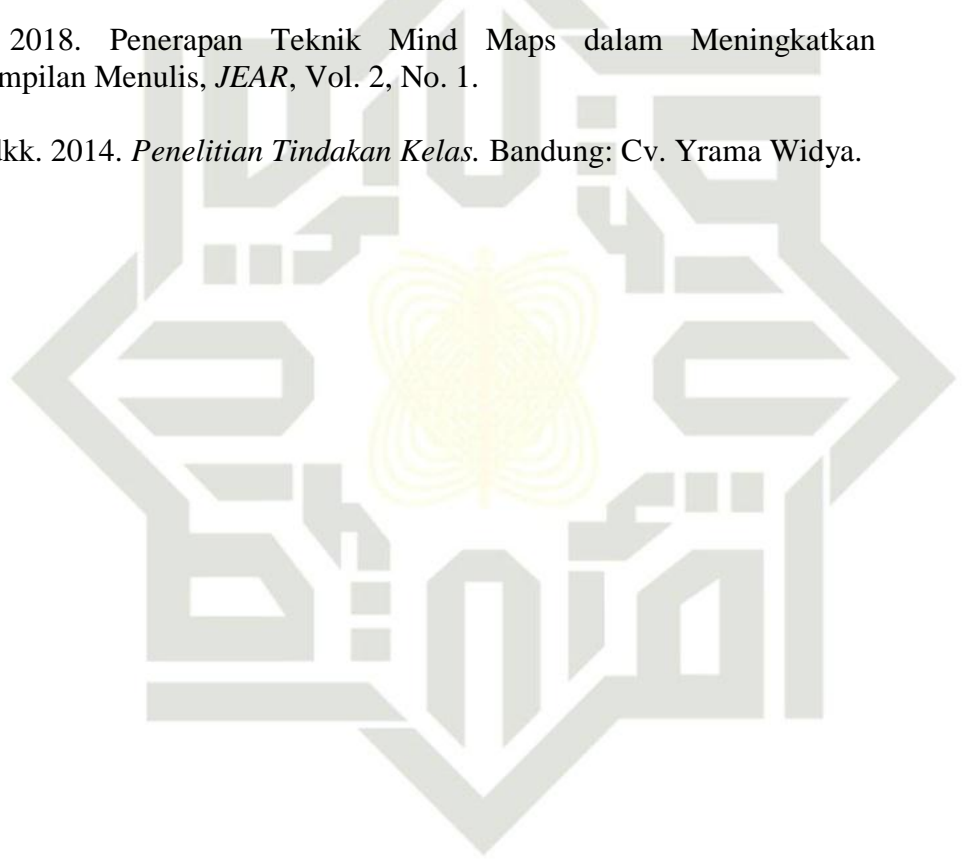 2018. Penerapan Teknik Mind Maps dalam Meningkatkan
mpilan Menulis, JEAR, Vol. 2, No. 1.
dkk. 2014. Penelitian Tindakan Kelas. Bandung: Cv. Yrama Widya.